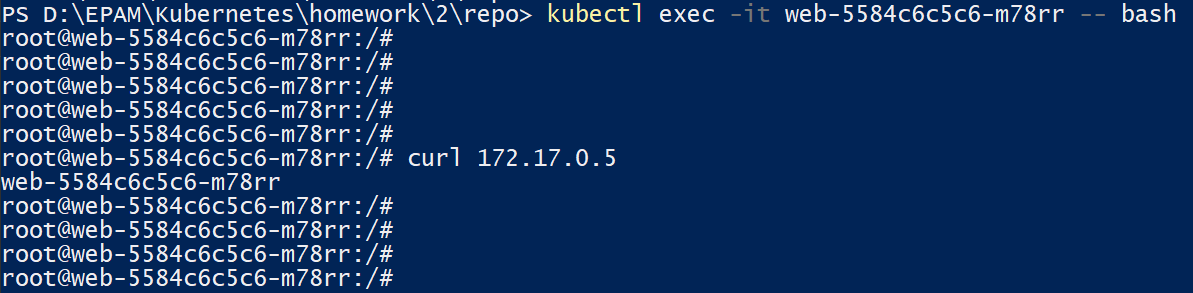 PS D:\EPAM\Kubernetes\homework\2\repo> kubectl exec -it web-5584c6c5c6-m78rr -- bash
root@web-5584c6c5c6-m78rr:/#
root@web-5584c6c5c6-m78rr:/#
root@web-5584c6c5c6-m78rr:/#
root@web-5584c6c5c6-m78rr:/#
root@web-5584c6c5c6-m78rr:/#
root@web-5584c6c5c6-m78rr:/# curl 172.17.0.5
web-5584c6c5c6-m78rr
root@web-5584c6c5c6-m78rr:/#
root@web-5584c6c5c6-m78rr:/#
root@web-5584c6c5c6-m78rr:/#
root@web-5584c6c5c6-m78rr:/#